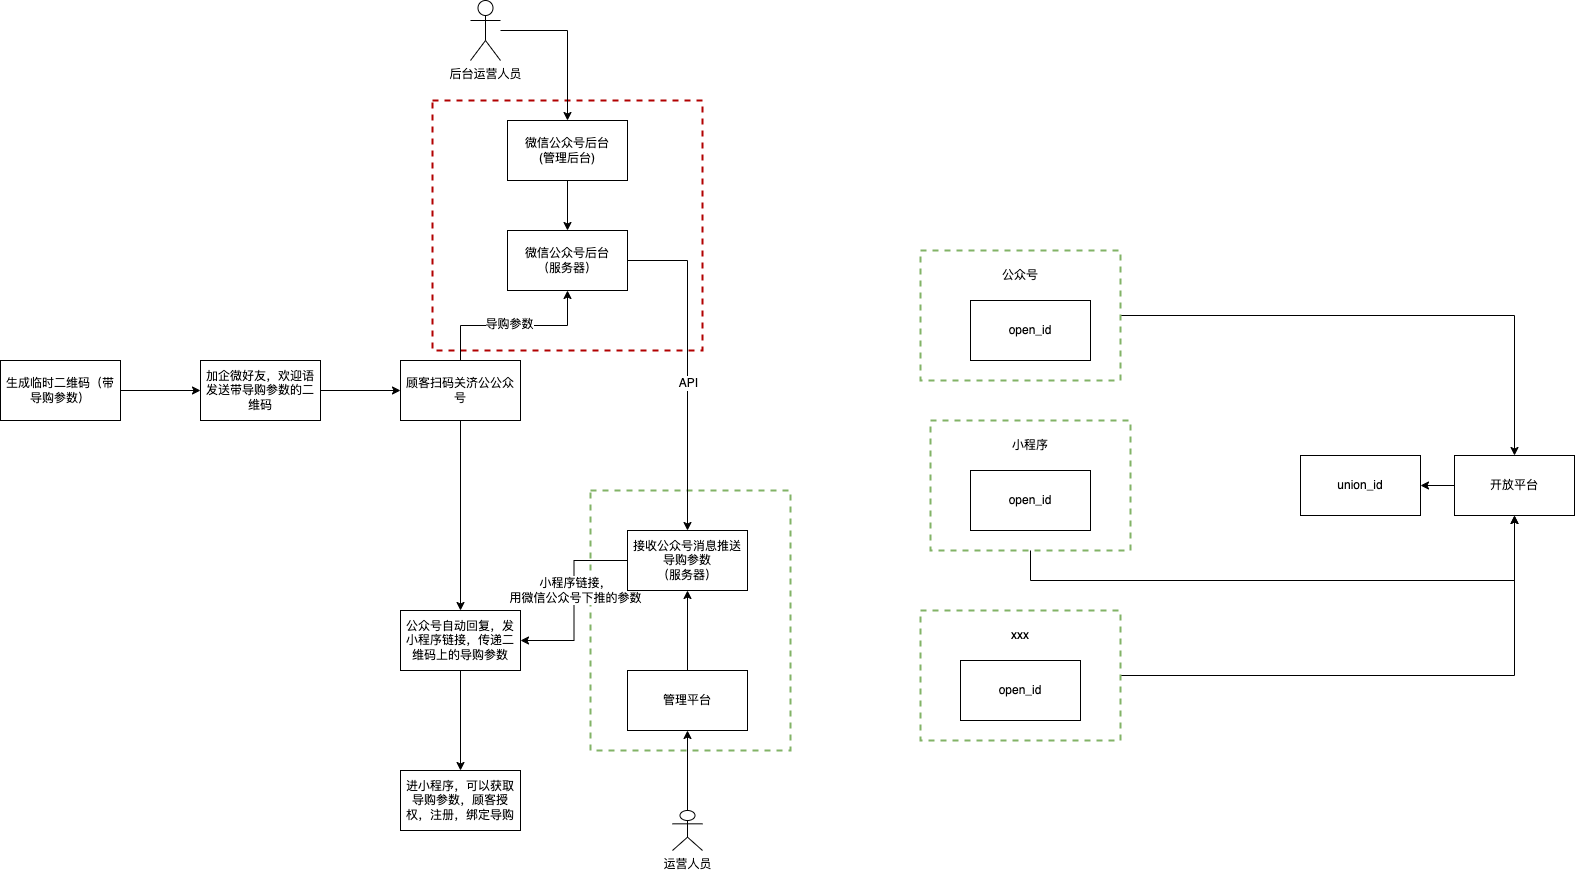 后台运营人员
微信公众号后台
(管理后台)
微信公众号后台
（服务器）
导购参数
生成临时二维码（带
导购参数）
加企微好友，欢迎语
发送带导购参数的二
维码
顾客扫码关济公公众
号
API
接收公众号消息推送
导购参数
（服务器）
小程序链接，
用微信公众号下推的参数
公众号自动回复，发
小程序链接，传递二
维码上的导购参数
管理平台
进小程序，可以获取
导购参数，顾客授
权，注册，绑定导购
运营人员
公众号
open_id
小程序
open_id
union_id
开放平台
xxx
open_id